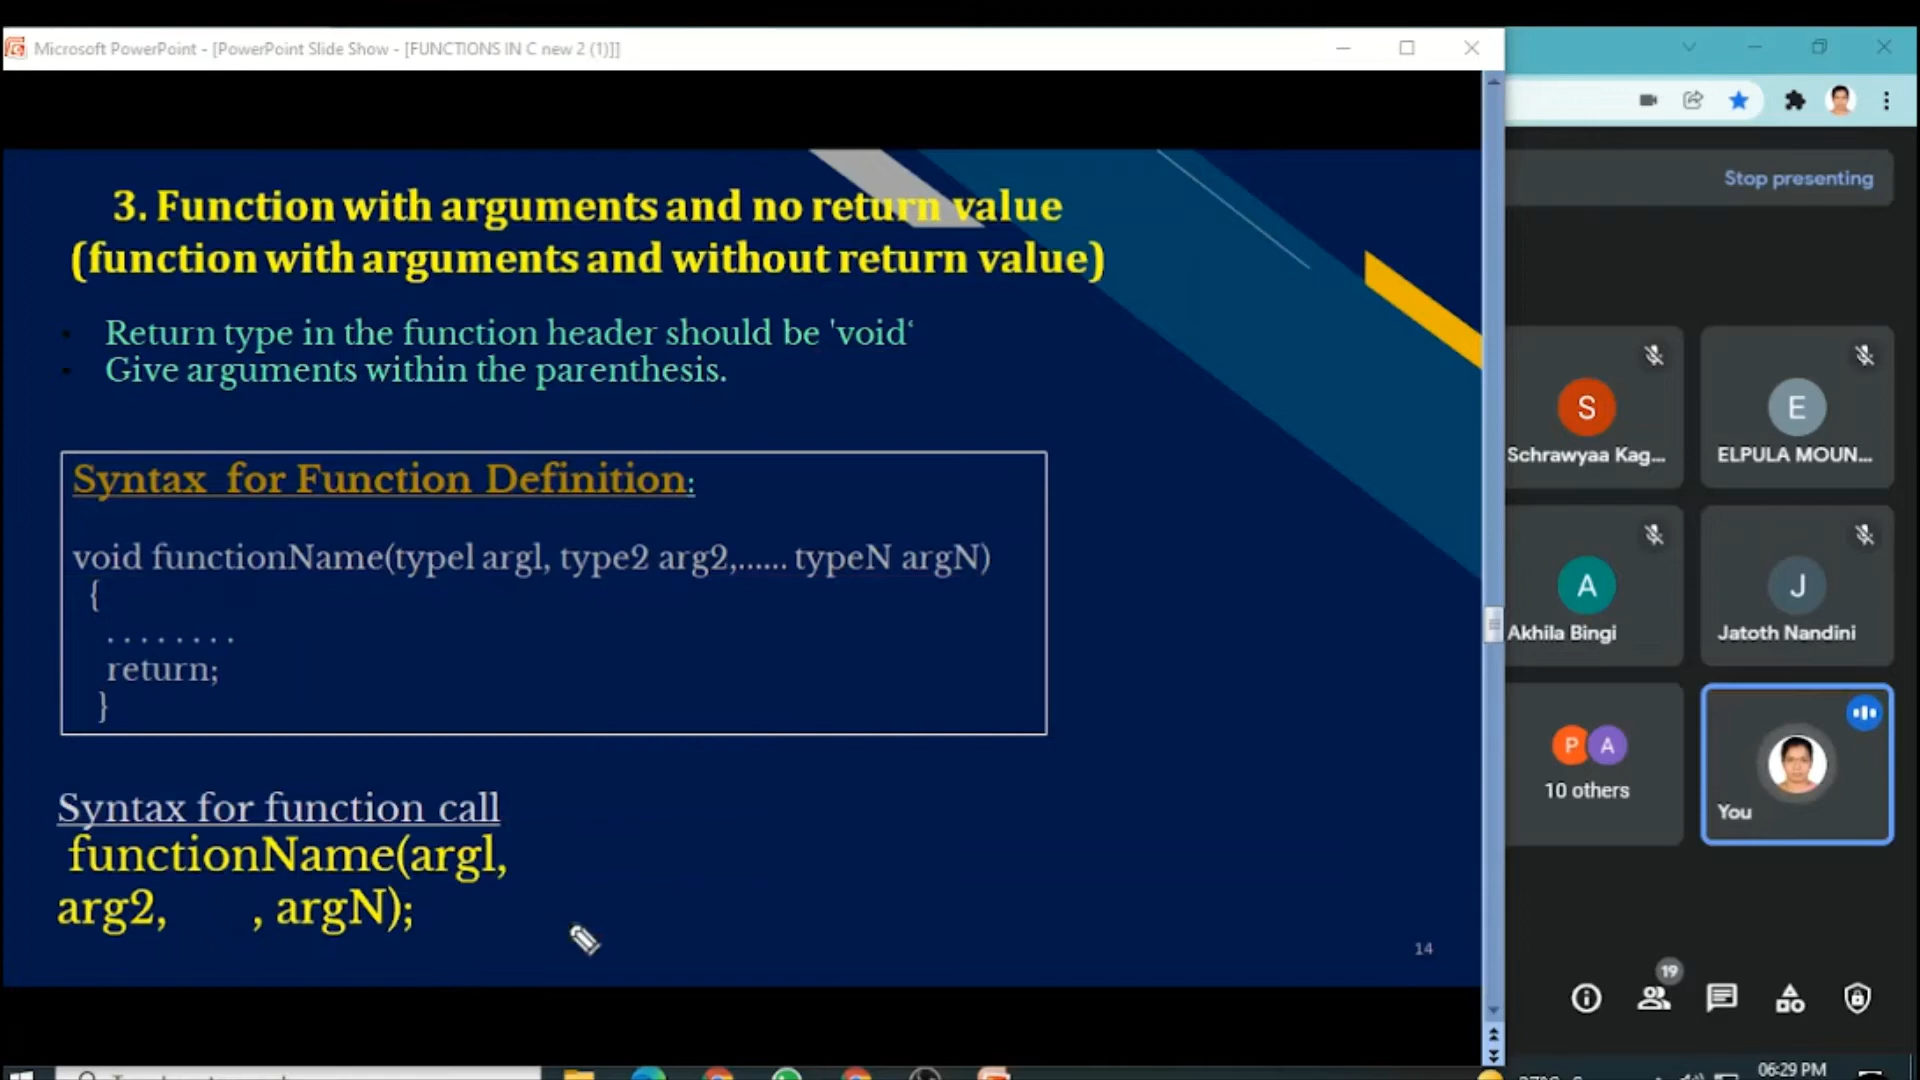 Microsoft PowerPoint - [PowerPoint Slide Show - [FUNCTIONS IN C new 2 (1)]]
Stop presenting
3. Function with arguments and no return value
(function with arguments and without return value)
Return type in the function header should be 'void‘
Give arguments within the parenthesis.
Syntax for Function Definition:
void functionName(type1 arg1, type2 arg2,...... typeN argN)
{
. . . . . . . .
return;
}
Syntax for function call
functionName(arg1,
arg2, , argN);
14
S
Schrawyaa Kag...
E
ELPULA MOUN...
A
Akhila Bingi
J
Jatoth Nandini
P A
10 others
You
19
06:29 PM